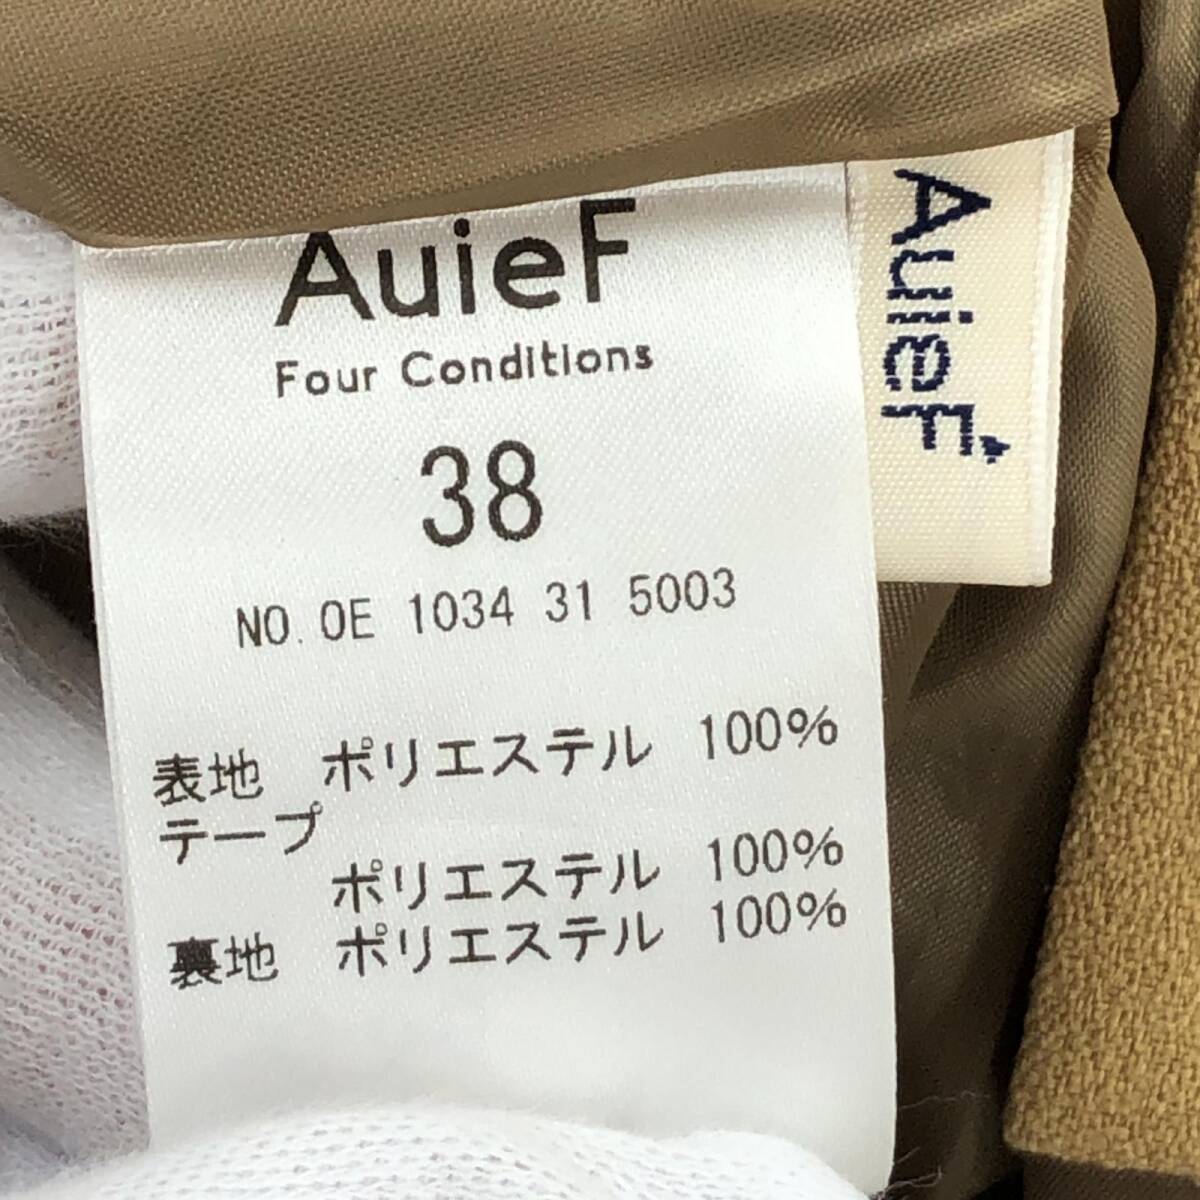 AuieF
Four Conditions
38
NO. OE 1034 31 5003
表地 ポリエステル 100%
テープ
ポリエステル 100%
裏地 ポリエステル 100%
AuieF